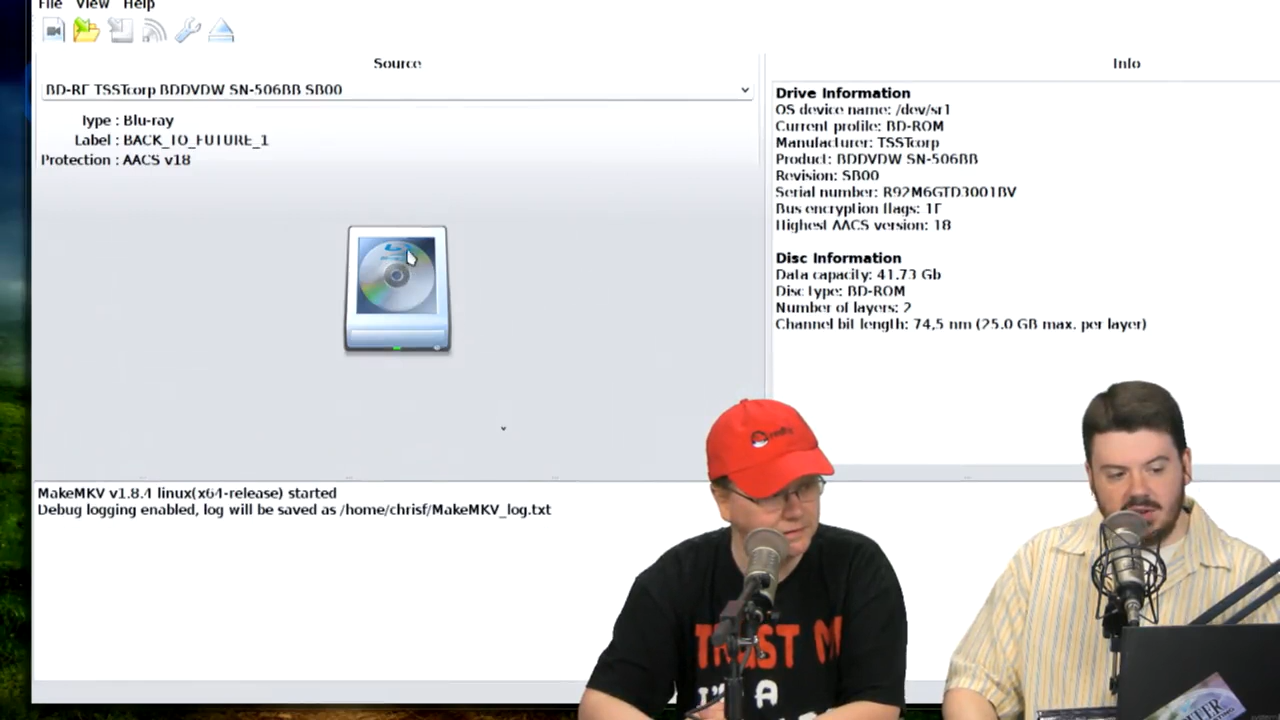 File View Help
Source
Info
BD-RE TSSTcorp BDDVDW SN-506BB SB00
Type : Blu-ray
Label : BACK_TO_FUTURE_1
Protection : AACS v18
Drive Information
OS device name: /dev/sr1
Current profile: BD-ROM
Manufacturer: TSSTcorp
Product: BDDVDW SN-506BB
Revision: SB00
Serial number: R92M6GTD3001BV
Bus encryption flags: 1F
Highest AACS version: 18
Disc Information
Data capacity: 41.73 Gb
Disc type: BD-ROM
Number of layers: 2
Channel bit length: 74,5 nm (25.0 GB max. per layer)
MakeMKV v1.8.4 linux(x64-release) started
Debug logging enabled, log will be saved as /home/chrisf/MakeMKV_log.txt
TRUST M
I'M A